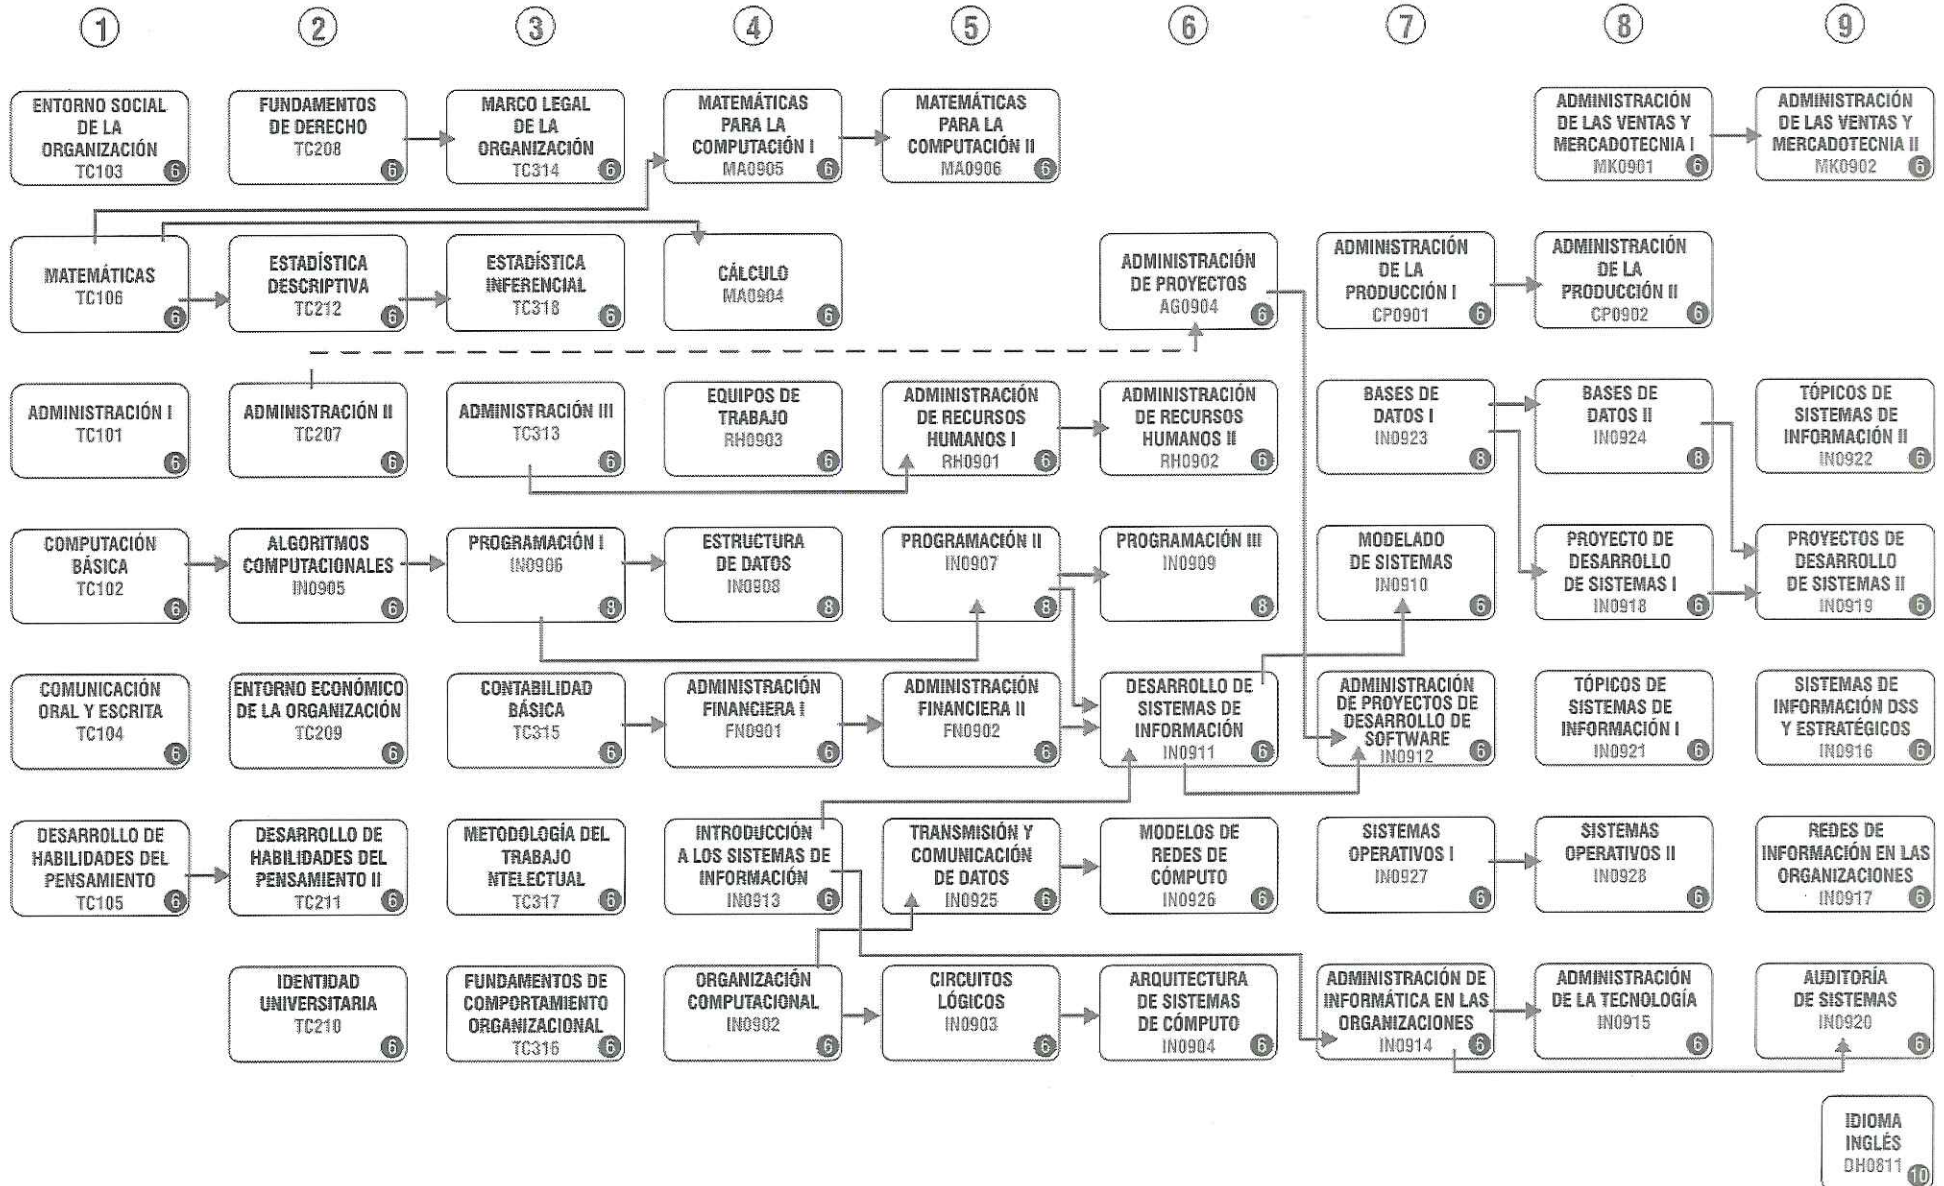 1 2 3 4 5 6 7 8 9
ENTORNO SOCIAL
DE LA
ORGANIZACIÓN
TC103
6
FUNDAMENTOS
DE DERECHO
TC208
6
MARCO LEGAL
DE LA
ORGANIZACIÓN
TC314
6
MATEMÁTICAS
PARA LA
COMPUTACIÓN I
MA0905
6
MATEMÁTICAS
PARA LA
COMPUTACIÓN II
MA0906
6
ADMINISTRACIÓN
DE LAS VENTAS Y
MERCADOTECNIA I
MK0901
6
ADMINISTRACIÓN
DE LAS VENTAS Y
MERCADOTECNIA II
MK0902
6
MATEMÁTICAS
TC106
6
ESTADÍSTICA
DESCRIPTIVA
TC212
6
ESTADÍSTICA
INFERENCIAL
TC318
6
CÁLCULO
MA0904
6
ADMINISTRACIÓN
DE PROYECTOS
AG0904
6
ADMINISTRACIÓN
DE LA
PRODUCCIÓN I
CP0901
6
ADMINISTRACIÓN
DE LA
PRODUCCIÓN II
CP0902
6
ADMINISTRACIÓN I
TC101
6
ADMINISTRACIÓN II
TC207
6
ADMINISTRACIÓN III
TC313
6
EQUIPOS DE
TRABAJO
RH0903
6
ADMINISTRACIÓN
DE RECURSOS
HUMANOS I
RH0901
6
ADMINISTRACIÓN
DE RECURSOS
HUMANOS II
RH0902
6
BASES DE
DATOS I
IN0923
8
BASES DE
DATOS II
IN0924
8
TÓPICOS DE
SISTEMAS DE
INFORMACIÓN II
IN0922
6
COMPUTACIÓN
BÁSICA
TC102
6
ALGORITMOS
COMPUTACIONALES
IN0905
6
PROGRAMACIÓN I
IN0906
8
ESTRUCTURA
DE DATOS
IN0908
8
PROGRAMACIÓN II
IN0907
8
PROGRAMACIÓN III
IN0909
8
MODELADO
DE SISTEMAS
IN0910
6
PROYECTO DE
DESARROLLO
DE SISTEMAS I
IN0918
6
PROYECTOS DE
DESARROLLO
DE SISTEMAS II
IN0919
6
COMUNICACIÓN
ORAL Y ESCRITA
TC104
6
ENTORNO ECONÓMICO
DE LA ORGANIZACIÓN
TC209
6
CONTABILIDAD
BÁSICA
TC315
6
ADMINISTRACIÓN
FINANCIERA I
FN0901
6
ADMINISTRACIÓN
FINANCIERA II
FN0902
6
DESARROLLO DE
SISTEMAS DE
INFORMACIÓN
IN0911
6
ADMINISTRACIÓN
DE PROYECTOS DE
DESARROLLO DE
SOFTWARE
IN0912
6
TÓPICOS DE
SISTEMAS DE
INFORMACIÓN I
IN0921
6
SISTEMAS DE
INFORMACIÓN DSS
Y ESTRATÉGICOS
IN0916
6
DESARROLLO DE
HABILIDADES DEL
PENSAMIENTO
TC105
6
DESARROLLO DE
HABILIDADES DEL
PENSAMIENTO II
TC211
6
METODOLOGÍA DEL
TRABAJO
NTELECTUAL
TC317
6
INTRODUCCIÓN
A LOS SISTEMAS DE
INFORMACIÓN
IN0913
6
TRANSMISIÓN Y
COMUNICACIÓN
DE DATOS
IN0925
6
MODELOS DE
REDES DE
CÓMPUTO
IN0926
6
SISTEMAS
OPERATIVOS I
IN0927
6
SISTEMAS
OPERATIVOS II
IN0928
6
REDES DE
INFORMACIÓN EN LAS
ORGANIZACIONES
IN0917
6
IDENTIDAD
UNIVERSITARIA
TC210
6
FUNDAMENTOS DE
COMPORTAMIENTO
ORGANIZACIONAL
TC316
6
ORGANIZACIÓN
COMPUTACIONAL
IN0902
6
CIRCUITOS
LÓGICOS
IN0903
6
ARQUITECTURA
DE SISTEMAS
DE CÓMPUTO
IN0904
6
ADMINISTRACIÓN DE
INFORMÁTICA EN LAS
ORGANIZACIONES
IN0914
6
ADMINISTRACIÓN
DE LA TECNOLOGÍA
IN0915
6
AUDITORÍA
DE SISTEMAS
IN0920
6
IDIOMA
INGLÉS
DH0811
10